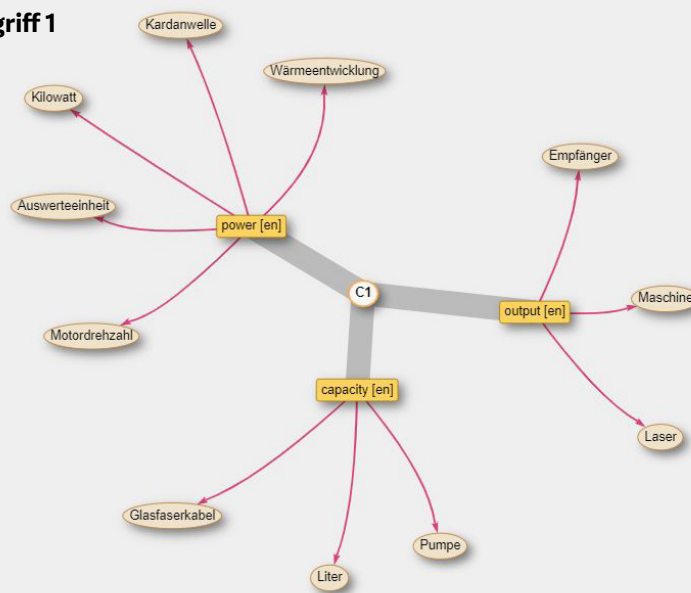 griff 1
Kardanwelle
Wärmeentwicklung
Kilowatt
Empfänger
Auswerteeinheit
power [en]
C1
Maschine
output [en]
Motordrehzahl
capacity [en]
Laser
Glasfaserkabel
Pumpe
Liter